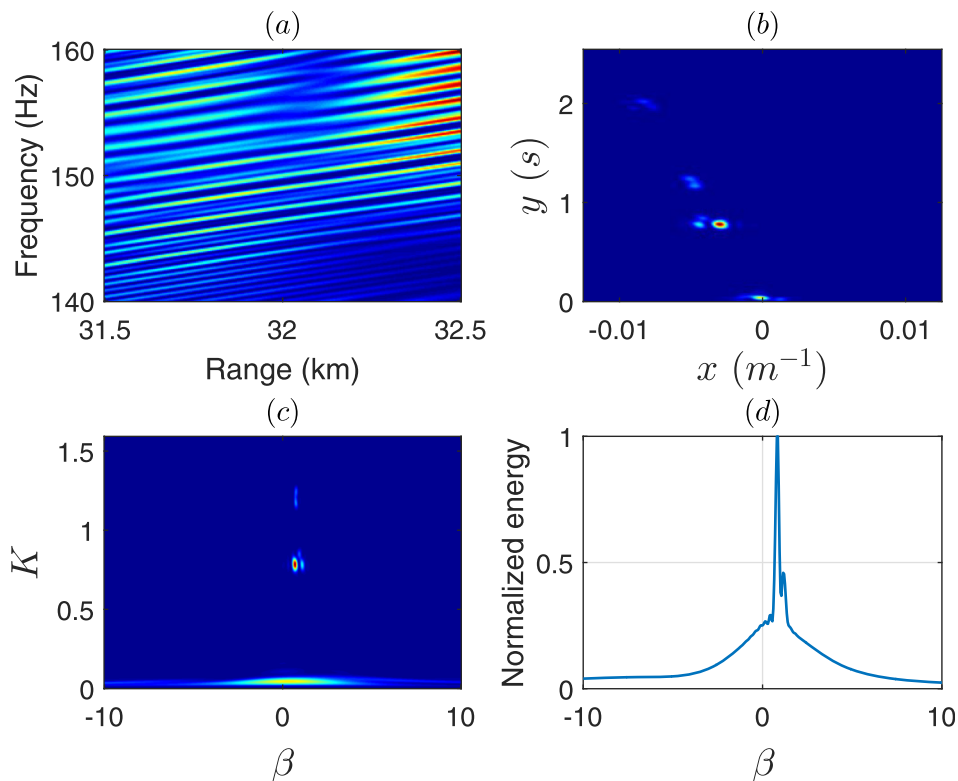 (a)
160
150
140
Frequency (Hz)
31.5 32 32.5
Range (km)
(b)
2
1
0
y (s)
-0.01 0 0.01
x (m⁻¹)
(c)
1.5
1
0.5
0
K
-10 0 10
β
(d)
1
0.5
0
Normalized energy
-10 0 10
β